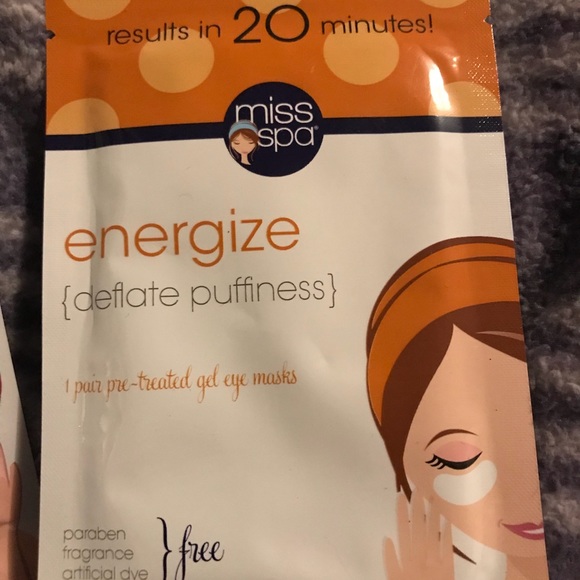 results in 20 minutes!
miss
spa®
energize
{deflate puffiness}
1 pair pre-treated gel eye masks
paraben
fragrance
artificial dye
} free